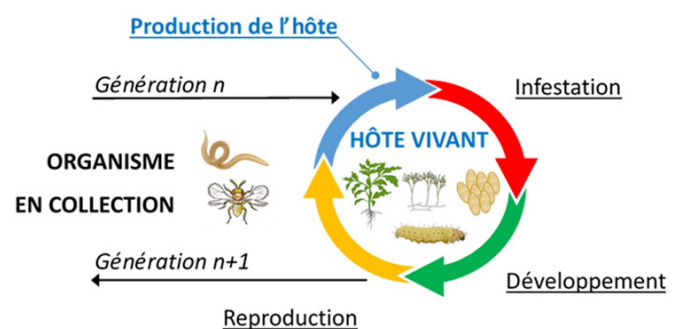 Production de l'hôte
Génération n
Infestation
HÔTE VIVANT
ORGANISME
EN COLLECTION
Génération n+1
Développement
Reproduction